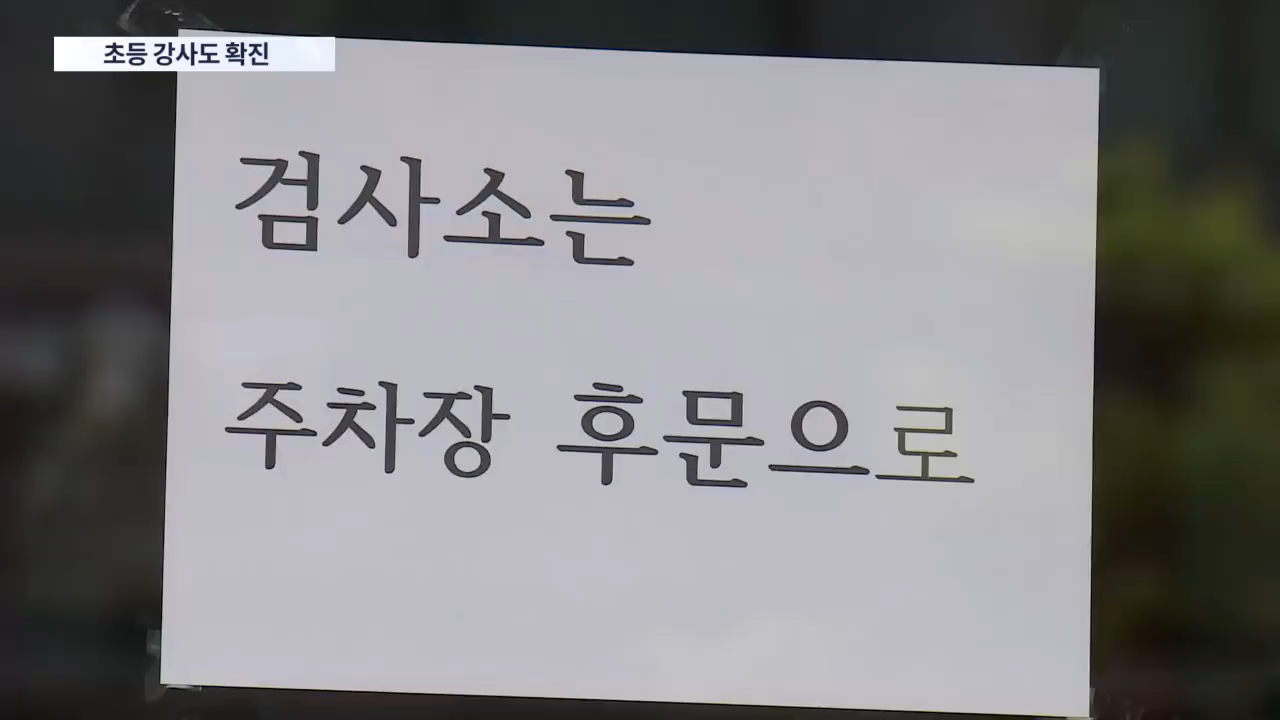 초등 강사도 확진
검사소는
주차장 후문으로